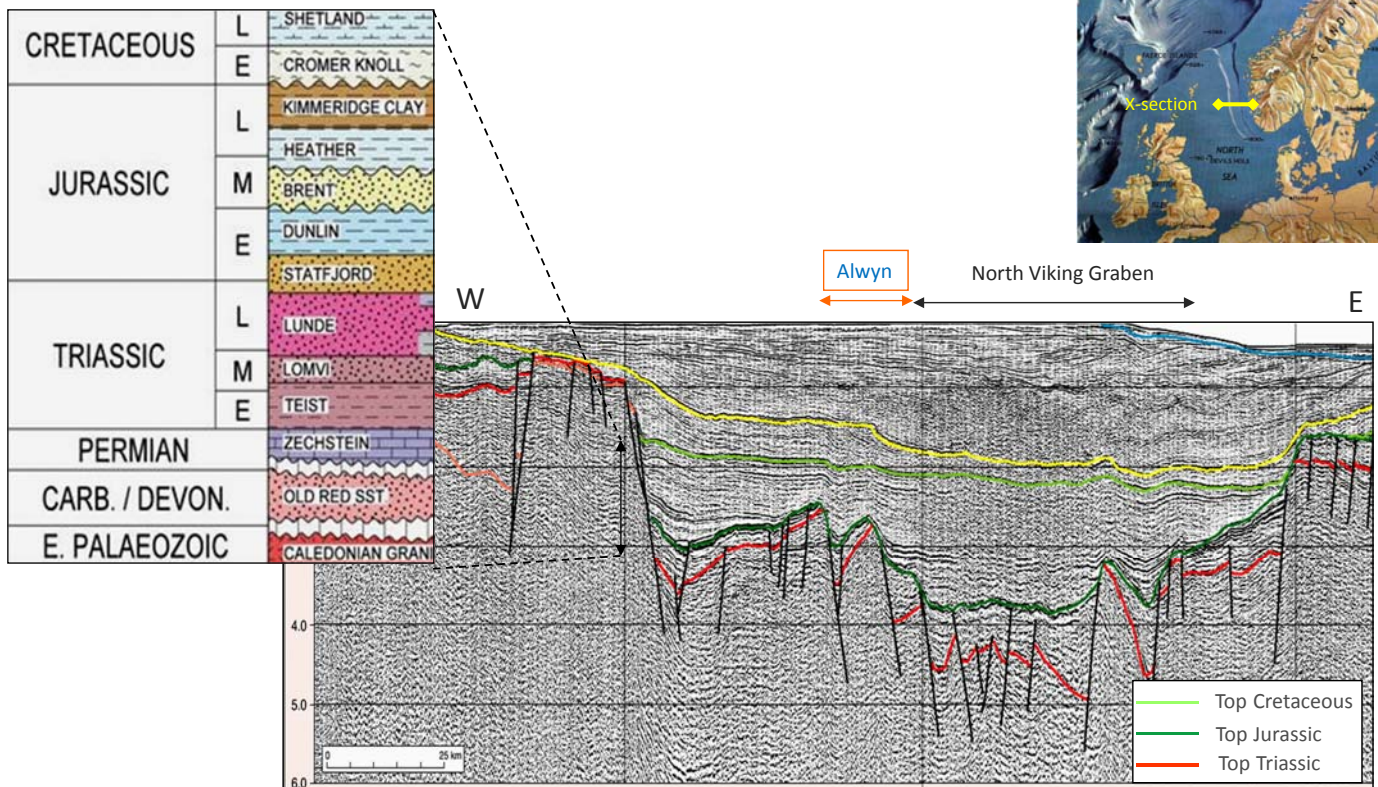 CRETACEOUS
L
SHETLAND
E
CROMER KNOLL
JURASSIC
L
KIMMERIDGE CLAY
HEATHER
M
BRENT
E
DUNLIN
STATFJORD
TRIASSIC
L
LUNDE
M
LOMVI
E
TEIST
PERMIAN
ZECHSTEIN
CARB. / DEVON.
OLD RED SST
E. PALAEOZOIC
CALEDONIAN GRANI
X-section
NORTH
SEA
Alwyn
North Viking Graben
W
E
4.0
5.0
6.0
0
25 km
Top Cretaceous
Top Jurassic
Top Triassic